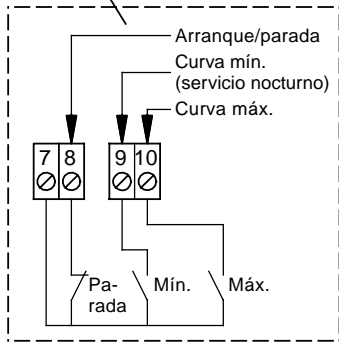 Arranque/parada
Curva mín.
(servicio nocturno)
Curva máx.
7 8 9 10
Pa-
rada
Mín.
Máx.